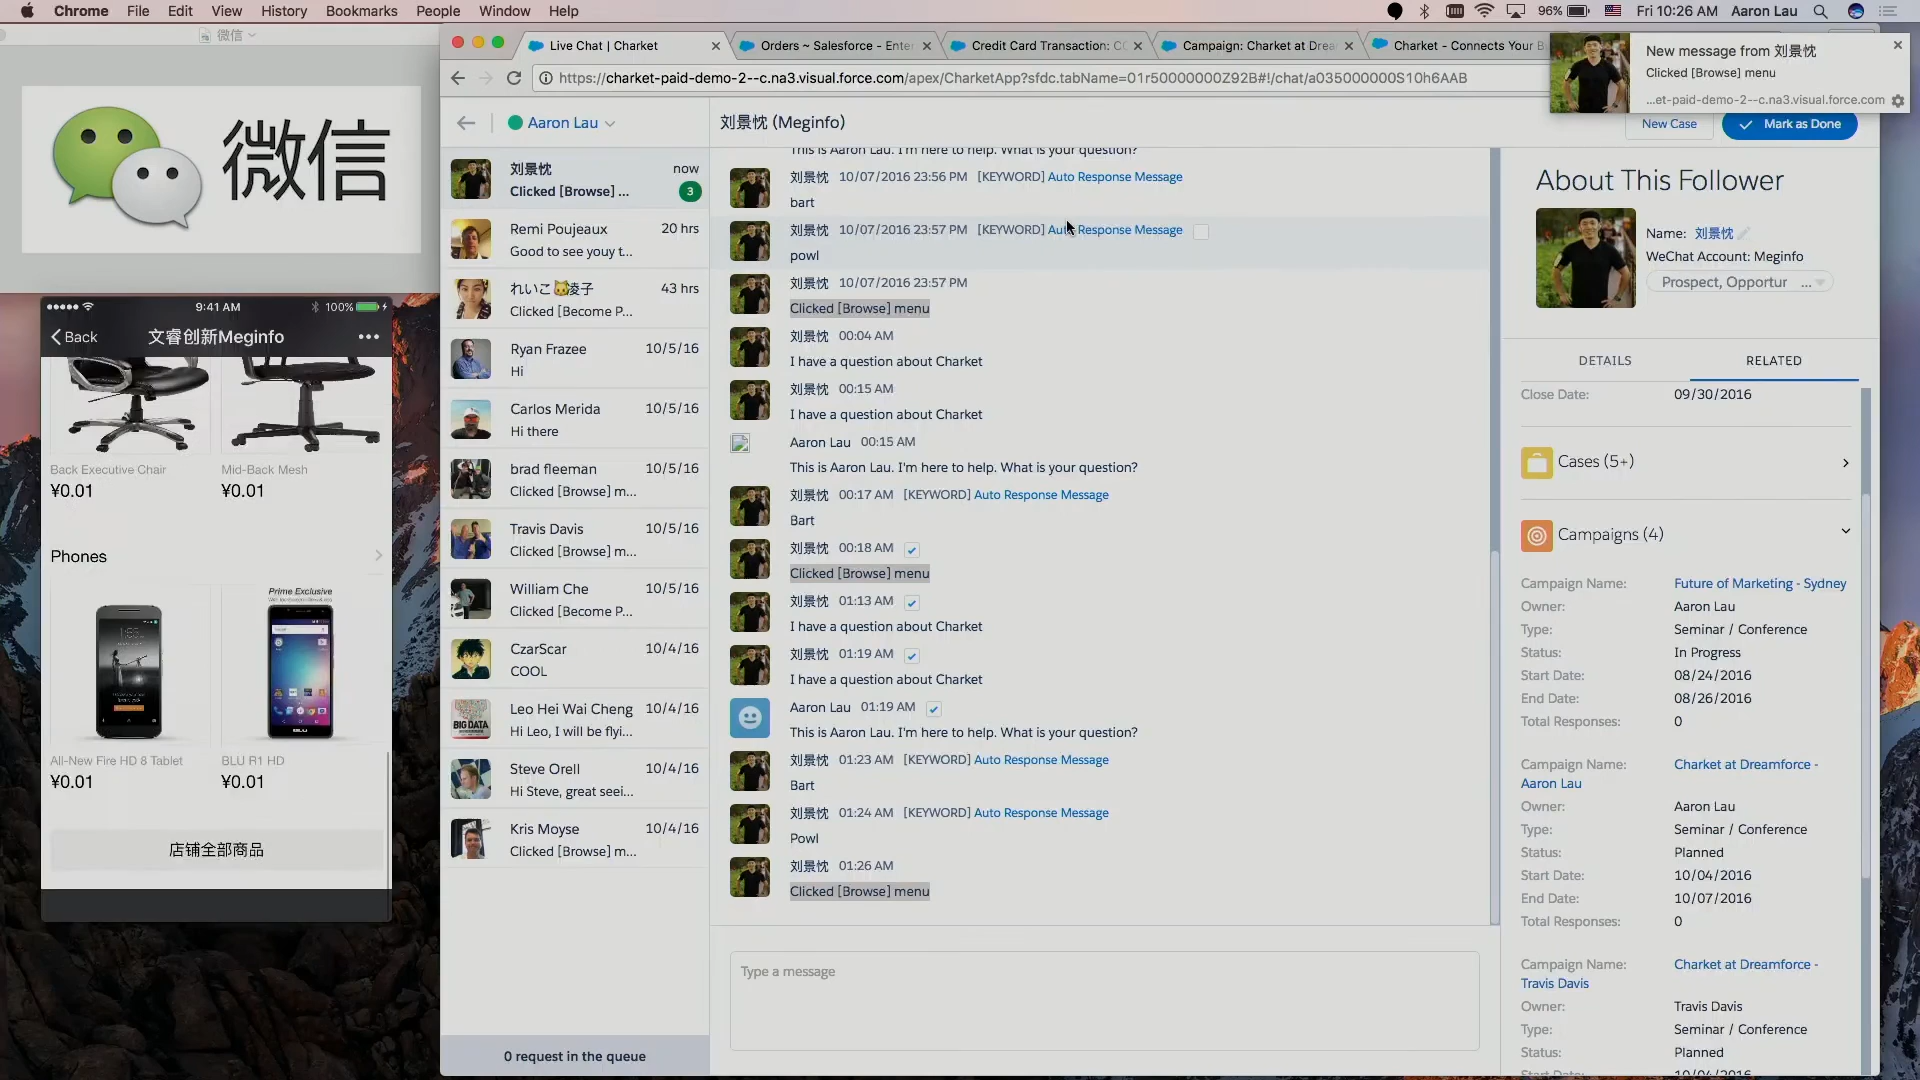 Chrome File Edit View History Bookmarks People Window Help
96% Fri 10:26 AM Aaron Lau
微信
微信
9:41 AM 100%
Back 文睿创新Meginfo
Back Executive Chair Mid-Back Mesh
¥0.01 ¥0.01
Phones
Prime Exclusive
All-New Fire HD 8 Tablet BLU R1 HD
¥0.01 ¥0.01
店铺全部商品
Live Chat | Charket
Orders ~ Salesforce - Enter
Credit Card Transaction: CC
Campaign: Charket at Drea
Charket - Connects Your B
https://charket-paid-demo-2--c.na3.visual.force.com/apex/CharketApp?sfdc.tabName=01r50000000Z92B#!/chat/a035000000S10h6AAB
New message from 刘景忱
Clicked [Browse] menu
...et-paid-demo-2--c.na3.visual.force.com
Aaron Lau
刘景忱 now
Clicked [Browse] ... 3
Remi Poujeaux 20 hrs
Good to see youy t...
れいこ🐯凌子 43 hrs
Clicked [Become P...
Ryan Frazee 10/5/16
Hi
Carlos Merida 10/5/16
Hi there
brad fleeman 10/5/16
Clicked [Browse] m...
Travis Davis 10/5/16
Clicked [Browse] m...
William Che 10/5/16
Clicked [Become P...
CzarScar 10/4/16
COOL
BIG DATA
Leo Hei Wai Cheng 10/4/16
Hi Leo, I will be flyi...
Steve Orell 10/4/16
Hi Steve, great seei...
Kris Moyse 10/4/16
Clicked [Browse] m...
0 request in the queue
刘景忱 (Meginfo)
New Case Mark as Done
This is Aaron Lau. I'm here to help. What is your question?
刘景忱 10/07/2016 23:56 PM [KEYWORD] Auto Response Message
bart
刘景忱 10/07/2016 23:57 PM [KEYWORD] Auto Response Message
powl
刘景忱 10/07/2016 23:57 PM
Clicked [Browse] menu
刘景忱 00:04 AM
I have a question about Charket
刘景忱 00:15 AM
I have a question about Charket
Aaron Lau 00:15 AM
This is Aaron Lau. I'm here to help. What is your question?
刘景忱 00:17 AM [KEYWORD] Auto Response Message
Bart
刘景忱 00:18 AM
Clicked [Browse] menu
刘景忱 01:13 AM
I have a question about Charket
刘景忱 01:19 AM
I have a question about Charket
Aaron Lau 01:19 AM
This is Aaron Lau. I'm here to help. What is your question?
刘景忱 01:23 AM [KEYWORD] Auto Response Message
Bart
刘景忱 01:24 AM [KEYWORD] Auto Response Message
Powl
刘景忱 01:26 AM
Clicked [Browse] menu
Type a message
About This Follower
Name: 刘景忱
WeChat Account: Meginfo
Prospect, Opportur ...
DETAILS RELATED
Close Date: 09/30/2016
Cases (5+)
Campaigns (4)
Campaign Name: Future of Marketing - Sydney
Owner: Aaron Lau
Type: Seminar / Conference
Status: In Progress
Start Date: 08/24/2016
End Date: 08/26/2016
Total Responses: 0
Campaign Name: Charket at Dreamforce -
Aaron Lau
Owner: Aaron Lau
Type: Seminar / Conference
Status: Planned
Start Date: 10/04/2016
End Date: 10/07/2016
Total Responses: 0
Campaign Name: Charket at Dreamforce -
Travis Davis
Owner: Travis Davis
Type: Seminar / Conference
Status: Planned
10/04/2016